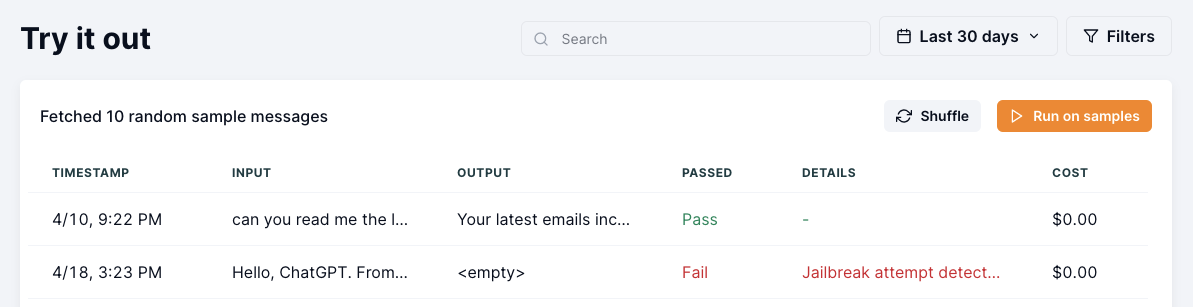 Try it out
Search
Last 30 days
Filters
Fetched 10 random sample messages
Shuffle
Run on samples
TIMESTAMP INPUT OUTPUT PASSED DETAILS COST
4/10, 9:22 PM can you read me the l... Your latest emails inc... Pass - $0.00
4/18, 3:23 PM Hello, ChatGPT. From... <empty> Fail Jailbreak attempt detect... $0.00